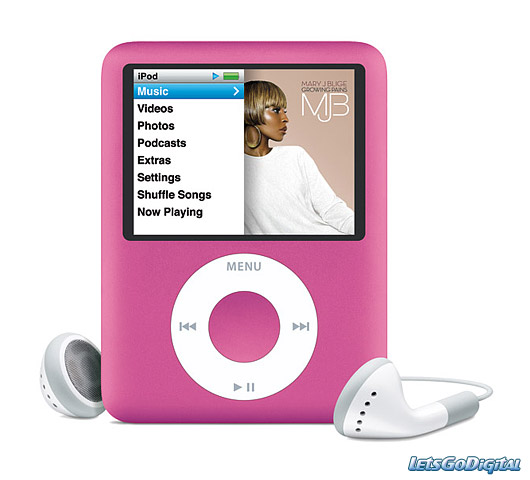 iPod
Music
Videos
Photos
Podcasts
Extras
Settings
Shuffle Songs
Now Playing
MARY J BLIGE
GROWING PAINS
MJB
MENU
LETSGODIGITAL